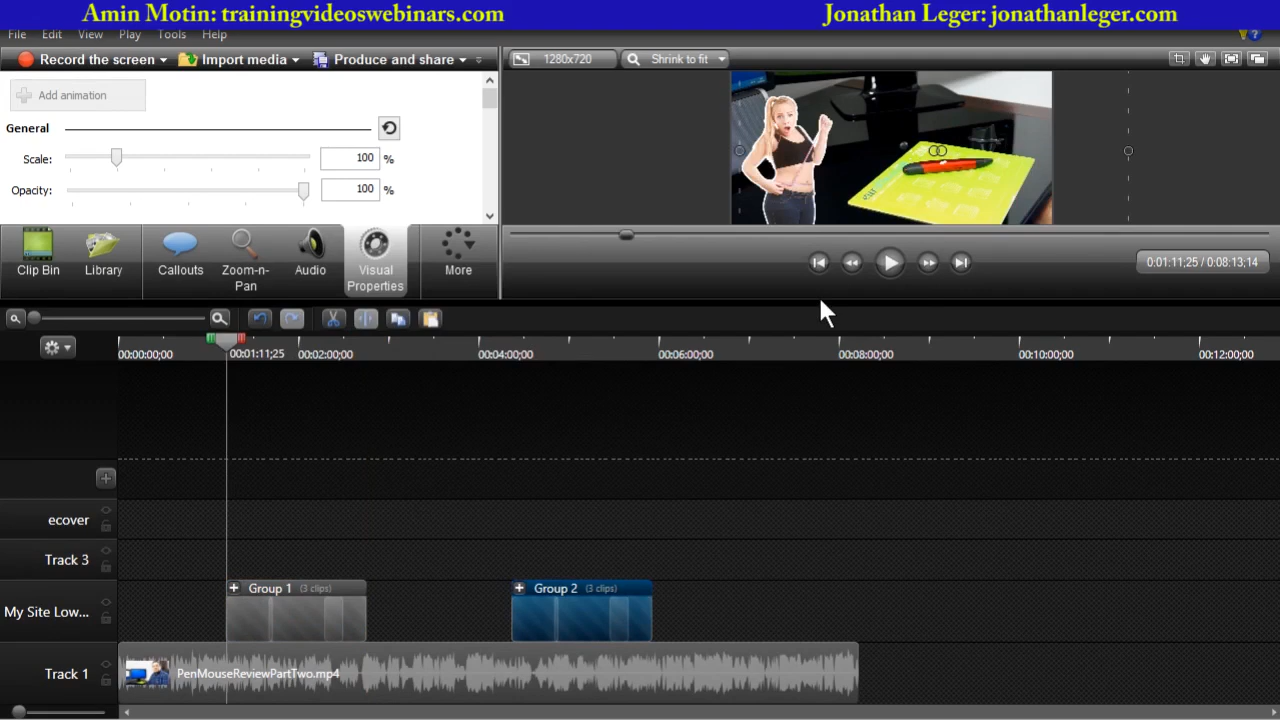 Amin Motin: trainingvideoswebinars.com
Jonathan Leger: jonathanleger.com
File Edit View Play Tools Help
Record the screen Import media Produce and share
1280x720 Shrink to fit
Add animation
General
Scale: 100 %
Opacity: 100 %
Clip Bin Library Callouts Zoom-n-Pan Audio Visual Properties More
0:01:11;25 / 0:08:13;14
00:00:00;00 00:01:11;25 00:02:00;00 00:04:00;00 00:06:00;00 00:08:00;00 00:10:00;00 00:12:00;00
ecover
Track 3
Group 1 (3 clips) Group 2 (3 clips)
My Site Low...
Track 1 PenMouseReviewPartTwo.mp4